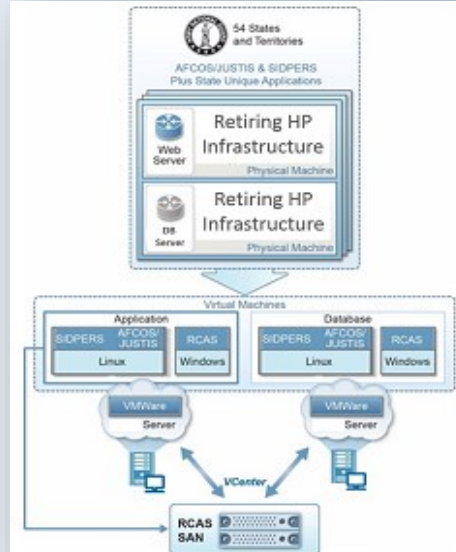 54 States
and Territories
AFCOS/JUSTIS & SIDPERS
Plus State Unique Applications
Retiring HP
Infrastructure
Web
Server
Physical Machine
Retiring HP
Infrastructure
DB
Server
Physical Machine
Virtual Machines
Application
SIDPERS
AFCOS/
JUSTIS
RCAS
Linux
Windows
Database
SIDPERS
AFCOS/
JUSTIS
RCAS
Linux
Windows
VMWare
Server
VMWare
Server
VCenter
RCAS
SAN